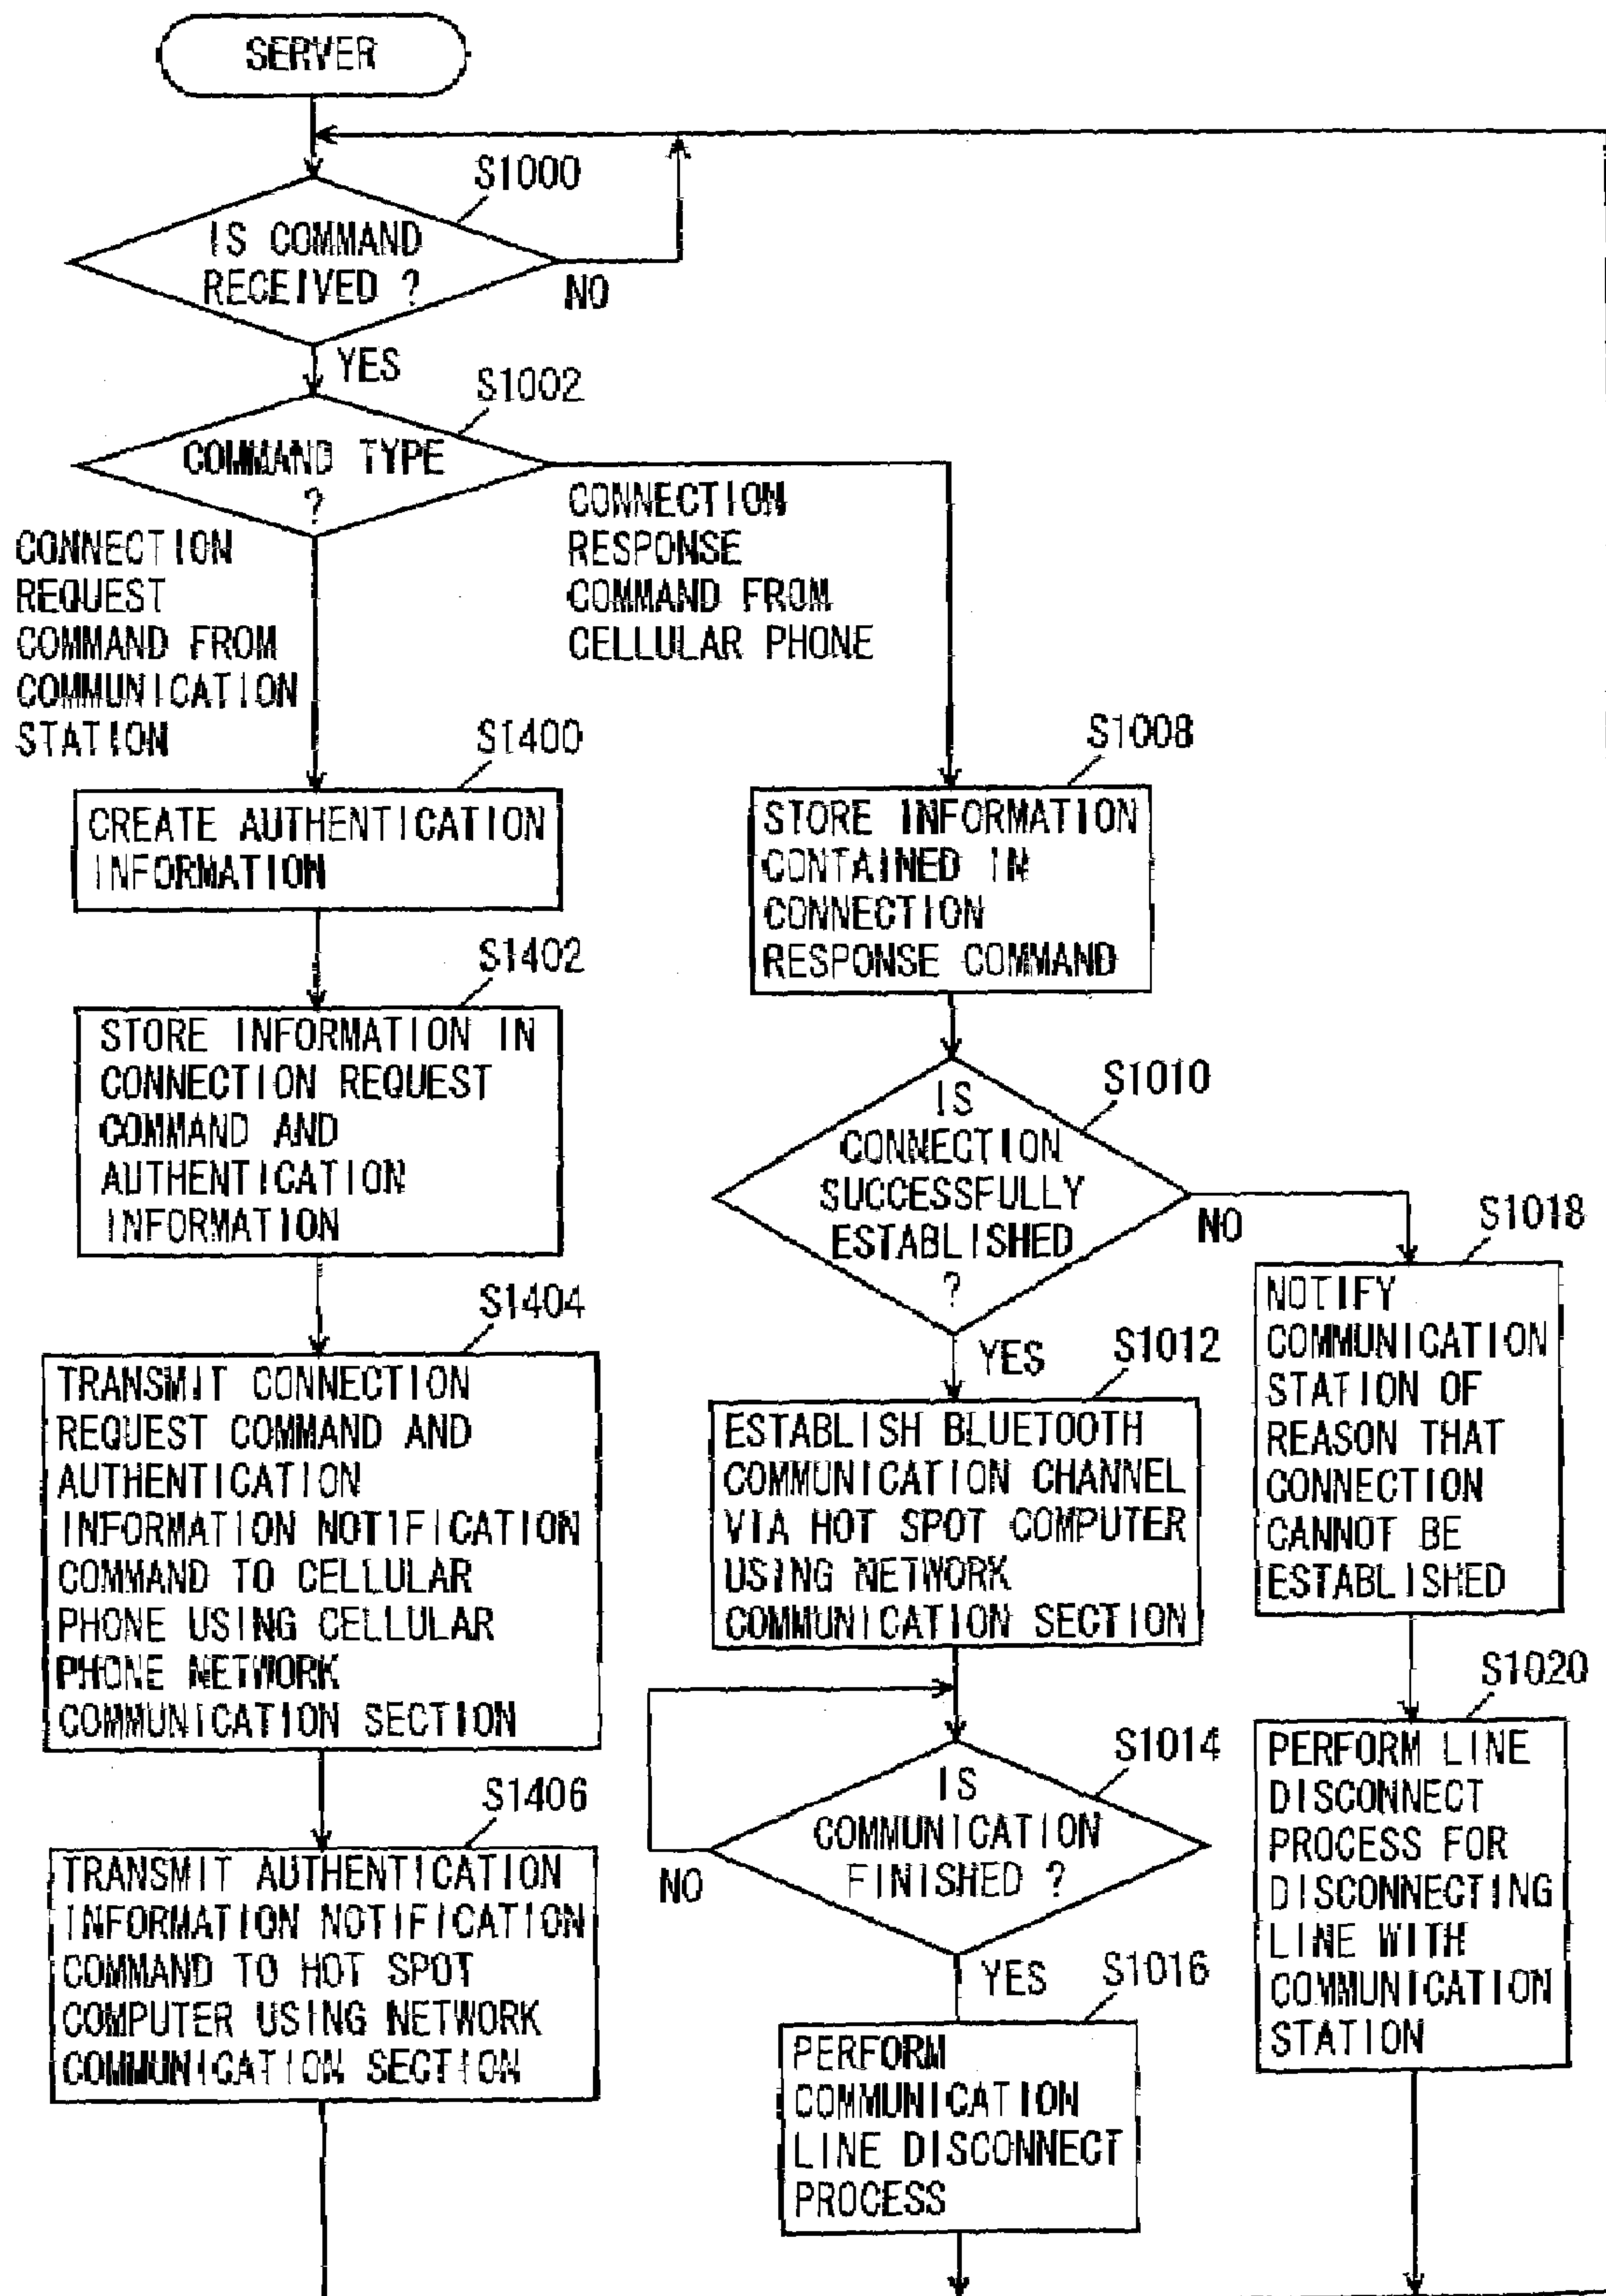 SERVER
S1000
IS COMMAND
RECEIVED ?
NO
YES
S1002
COMMAND TYPE
?
CONNECTION
REQUEST
COMMAND FROM
COMMUNICATION
STATION
CONNECTION
RESPONSE
COMMAND FROM
CELLULAR PHONE
S1400
CREATE AUTHENTICATION
INFORMATION
S1402
STORE INFORMATION IN
CONNECTION REQUEST
COMMAND AND
AUTHENTICATION
INFORMATION
S1404
TRANSMIT CONNECTION
REQUEST COMMAND AND
AUTHENTICATION
INFORMATION NOTIFICATION
COMMAND TO CELLULAR
PHONE USING CELLULAR
PHONE NETWORK
COMMUNICATION SECTION
S1406
TRANSMIT AUTHENTICATION
INFORMATION NOTIFICATION
COMMAND TO HOT SPOT
COMPUTER USING NETWORK
COMMUNICATION SECTION
S1008
STORE INFORMATION
CONTAINED IN
CONNECTION
RESPONSE COMMAND
S1010
IS
CONNECTION
SUCCESSFULLY
ESTABLISHED
?
NO
YES
S1012
ESTABLISH BLUETOOTH
COMMUNICATION CHANNEL
VIA HOT SPOT COMPUTER
USING NETWORK
COMMUNICATION SECTION
S1014
IS
COMMUNICATION
FINISHED ?
NO
YES
S1016
PERFORM
COMMUNICATION
LINE DISCONNECT
PROCESS
S1018
NOTIFY
COMMUNICATION
STATION OF
REASON THAT
CONNECTION
CANNOT BE
ESTABLISHED
S1020
PERFORM LINE
DISCONNECT
PROCESS FOR
DISCONNECTING
LINE WITH
COMMUNICATION
STATION